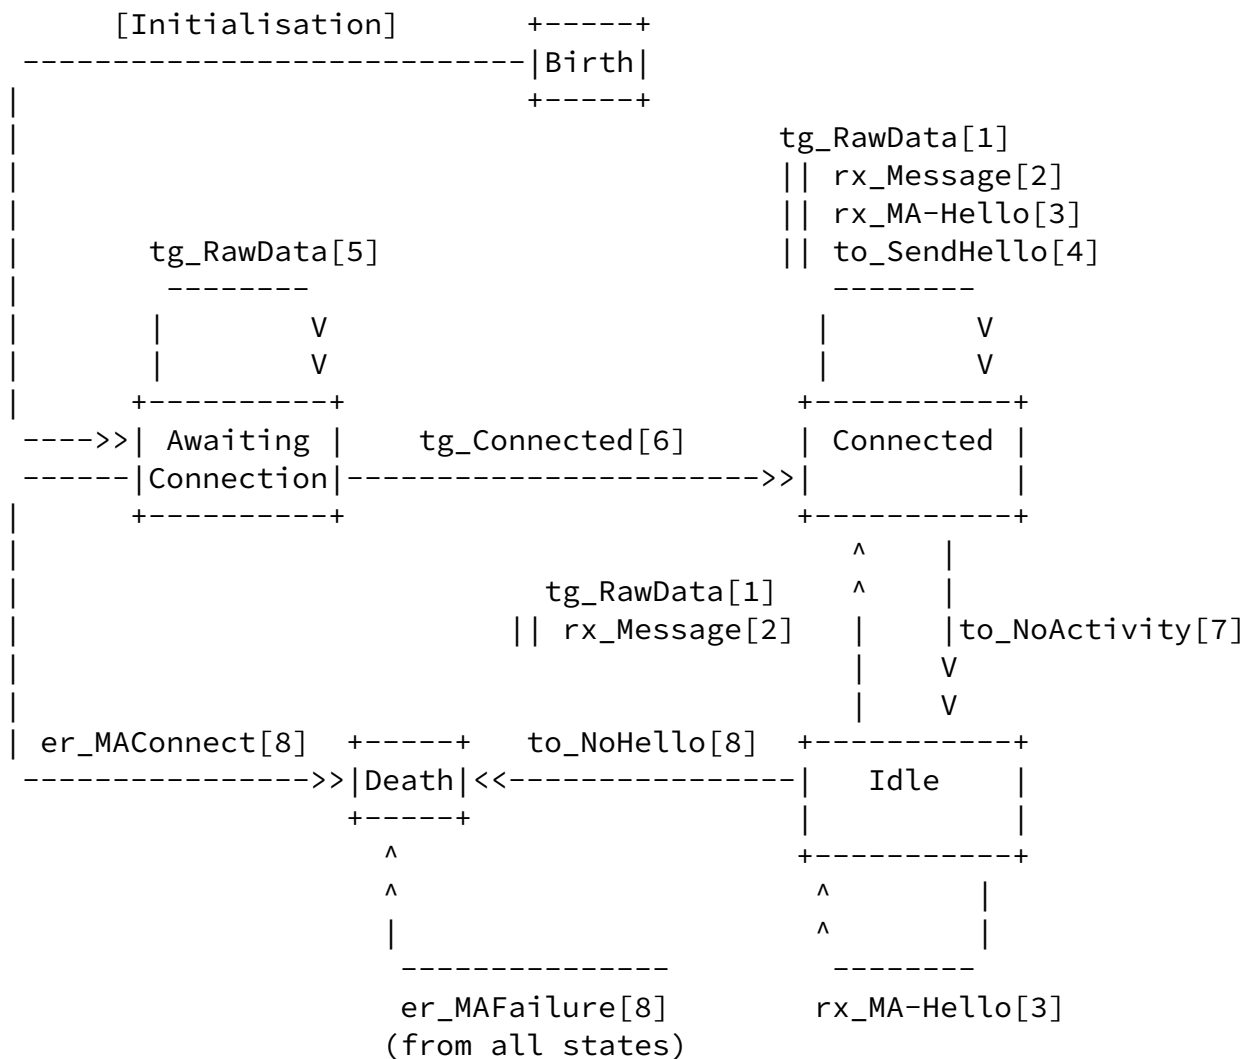 [Initialisation]
Birth
tg_RawData[1]
|| rx_Message[2]
|| rx_MA-Hello[3]
tg_RawData[5]
|| to_SendHello[4]
Awaiting
tg_Connected[6]
Connected
Connection
tg_RawData[1]
|| rx_Message[2]
to_NoActivity[7]
er_MAConnect[8]
to_NoHello[8]
Death
Idle
er_MAFailure[8]
rx_MA-Hello[3]
(from all states)